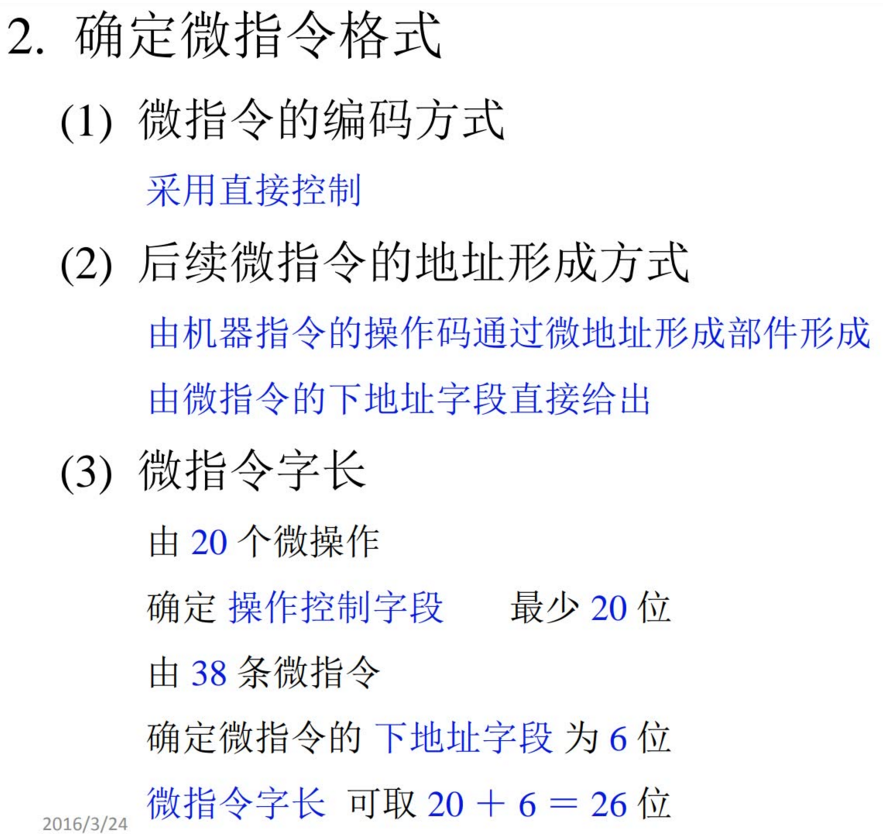 2. 确定微指令格式
(1) 微指令的编码方式
采用直接控制
(2) 后续微指令的地址形成方式
由机器指令的操作码通过微地址形成部件形成
由微指令的下地址字段直接给出
(3) 微指令字长
由 20 个微操作
确定 操作控制字段 最少 20 位
由 38 条微指令
确定微指令的 下地址字段 为 6 位
微指令字长 可取 20 + 6 = 26 位
2016/3/24